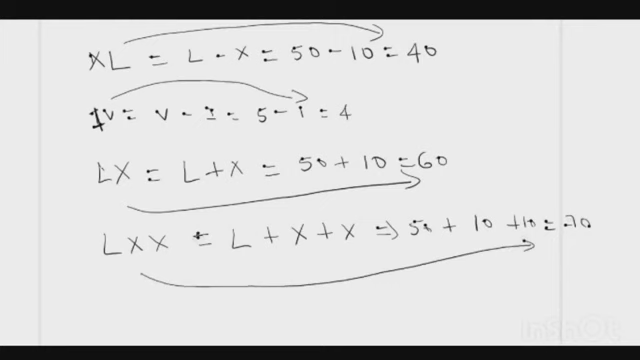 XL = L - X = 50 - 10 = 40
IV = V - I = 5 - 1 = 4
LX = L + X = 50 + 10 = 60
LXX = L + X + X => 50 + 10 + 10 = 70
InShOt